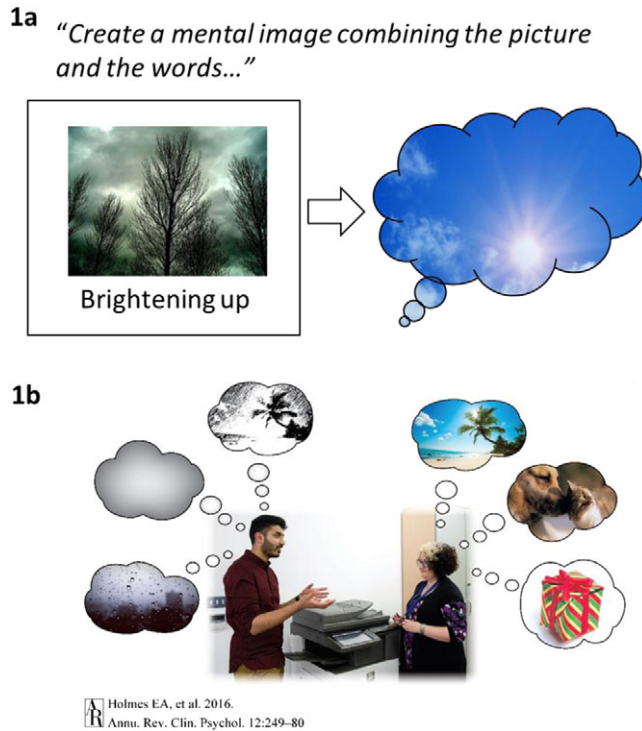 1a
“Create a mental image combining the picture
and the words...”
Brightening up
1b
AR
Holmes EA, et al. 2016.
Annu. Rev. Clin. Psychol. 12:249–80